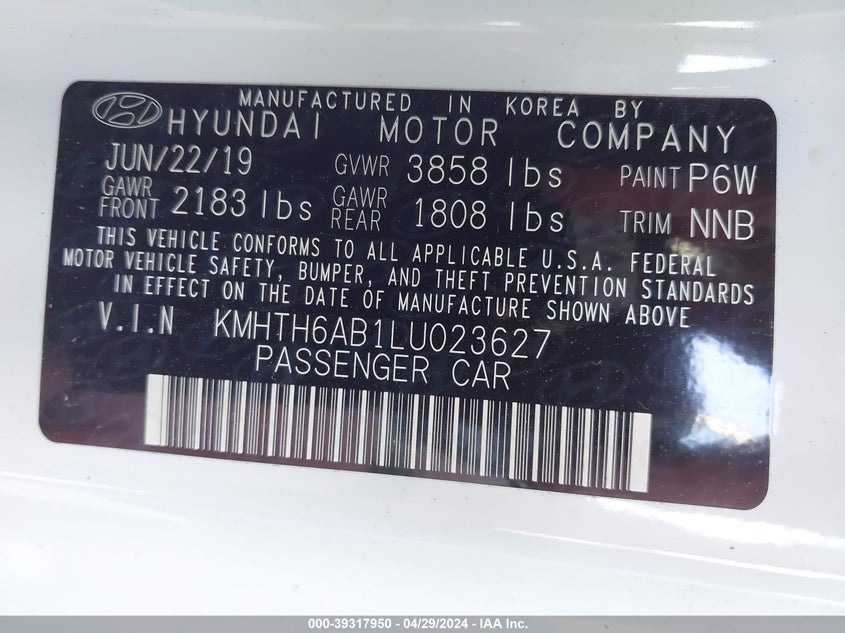 MANUFACTURED IN KOREA BY
HYUNDAI MOTOR COMPANY
JUN/22/19 GVWR 3858 lbs PAINT P6W
GAWR FRONT 2183 lbs GAWR REAR 1808 lbs TRIM NNB
THIS VEHICLE CONFORMS TO ALL APPLICABLE U.S.A. FEDERAL
MOTOR VEHICLE SAFETY, BUMPER, AND THEFT PREVENTION STANDARDS
IN EFFECT ON THE DATE OF MANUFACTURE SHOWN ABOVE
V.I.N KMHTH6AB1LU023627
PASSENGER CAR
000-39317950 - 04/29/2024 - © IAA Inc.